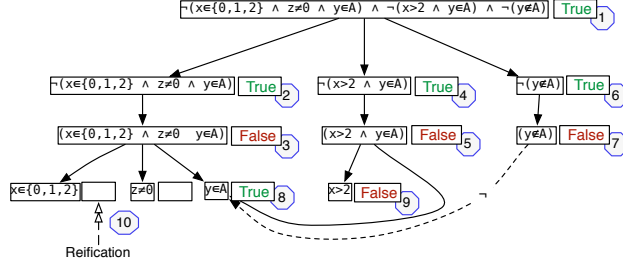 ¬(x∈{0,1,2} ∧ z≠0 ∧ y∈A) ∧ ¬(x>2 ∧ y∈A) ∧ ¬(y∉A) True 1
¬(x∈{0,1,2} ∧ z≠0 ∧ y∈A) True 2 ¬(x>2 ∧ y∈A) True 4 ¬(y∉A) True 6
(x∈{0,1,2} ∧ z≠0 y∈A) False 3 (x>2 ∧ y∈A) False 5 (y∉A) False 7
x∈{0,1,2} z≠0 y∈A True 8 x>2 False 9 ¬
10
Reification